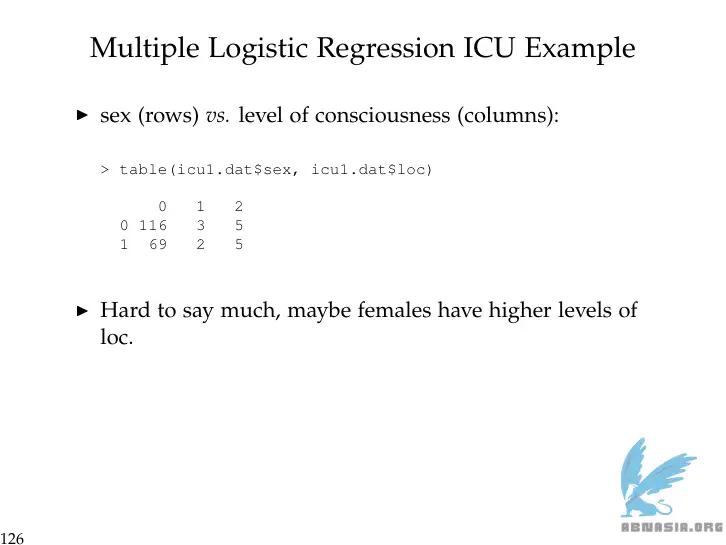 Multiple Logistic Regression ICU Example
▶ sex (rows) vs. level of consciousness (columns):
> table(icu1.dat$sex, icu1.dat$loc)
0 1 2
0 116 3 5
1 69 2 5
▶ Hard to say much, maybe females have higher levels of
loc.
ABNASIA.ORG
126